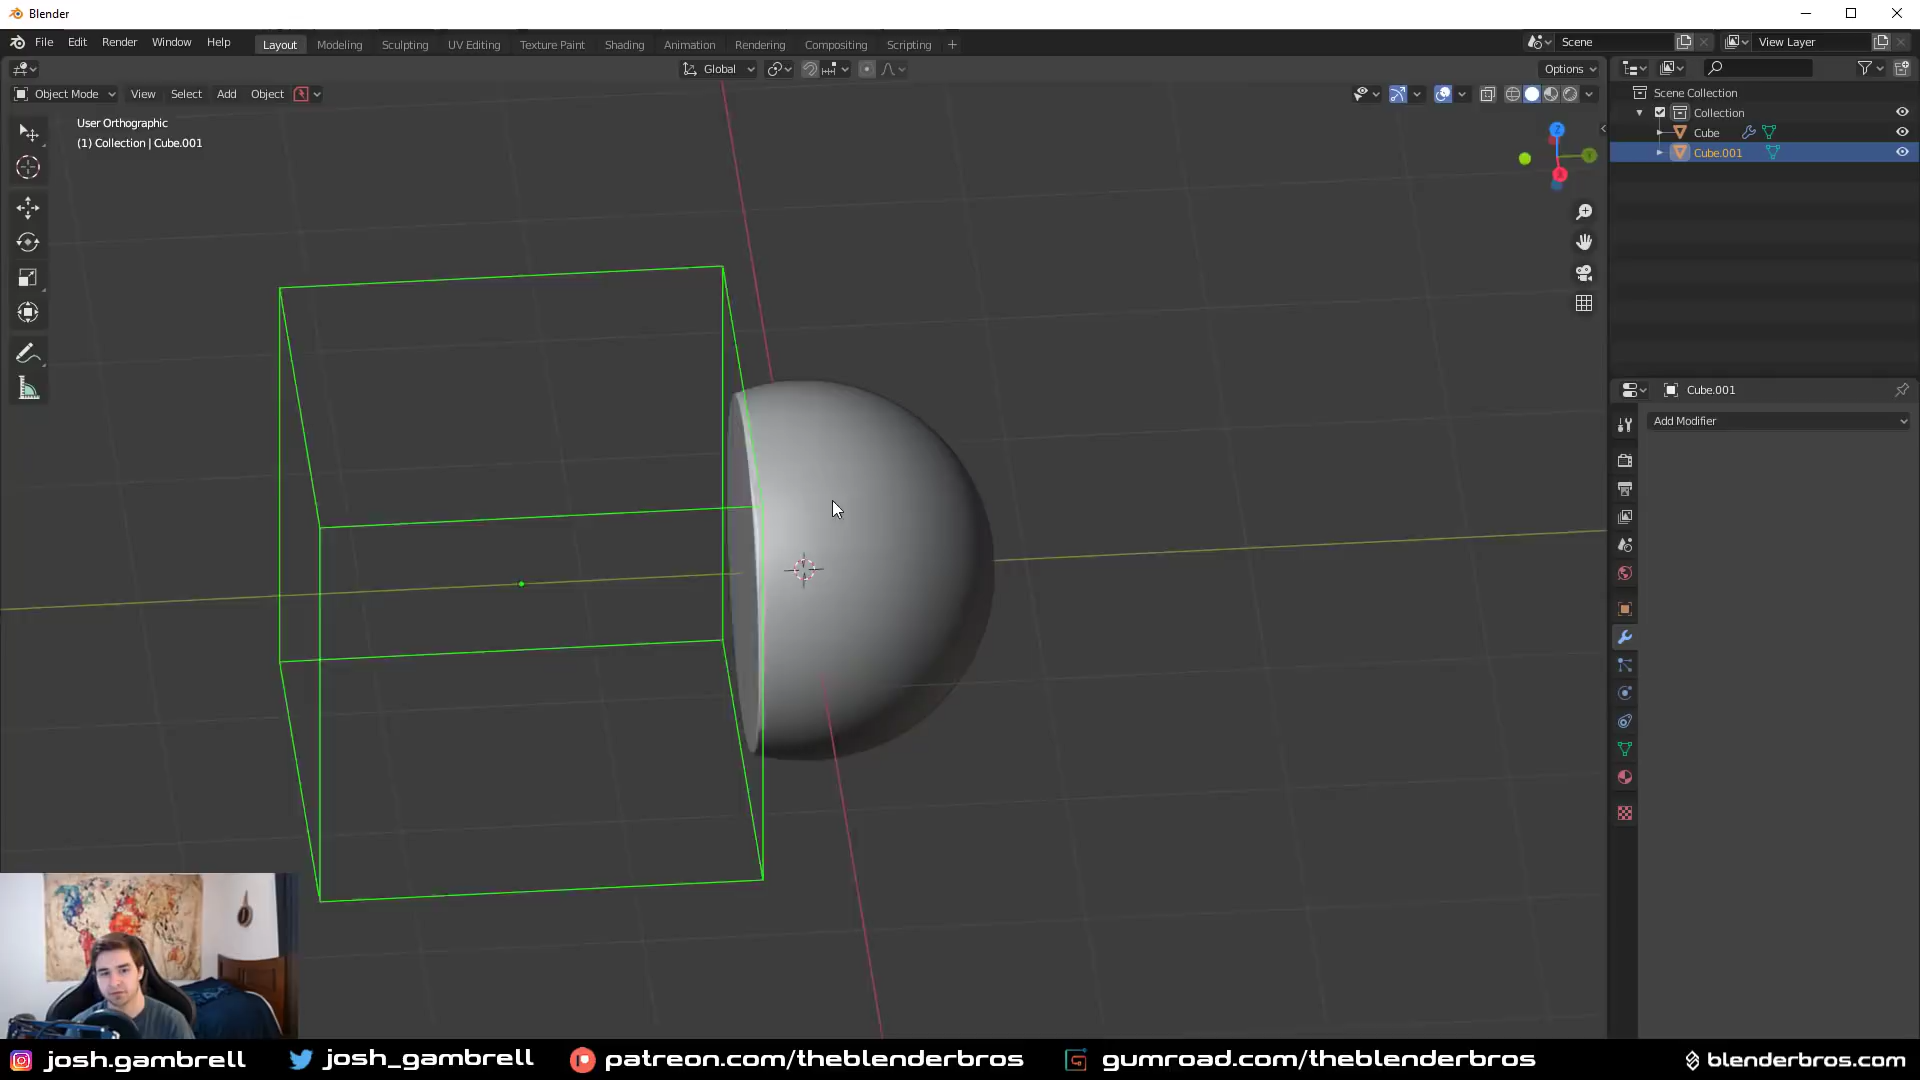 Blender
File Edit Render Window Help
Layout Modeling Sculpting UV Editing Texture Paint Shading Animation Rendering Compositing Scripting +
Scene
View Layer
Global
Options
Object Mode View Select Add Object
User Orthographic
(1) Collection | Cube.001
Z
Y
X
Scene Collection
Collection
Cube
Cube.001
Cube.001
Add Modifier
josh.gambrell
josh_gambrell
patreon.com/theblenderbros
gumroad.com/theblenderbros
blenderbros.com